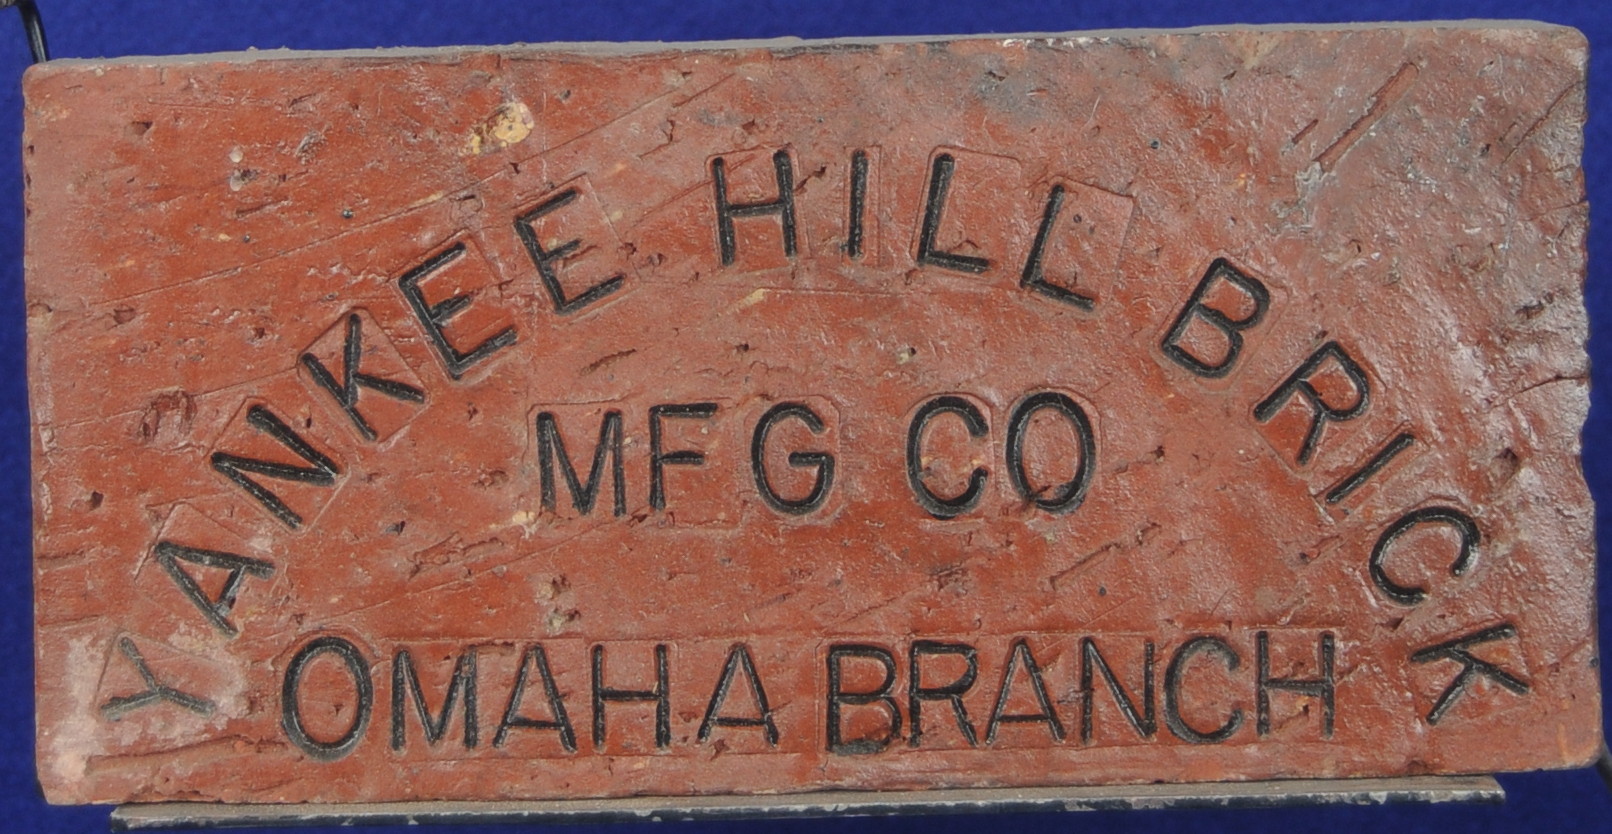 YANKEE HILL BRICK
MFG CO
OMAHA BRANCH